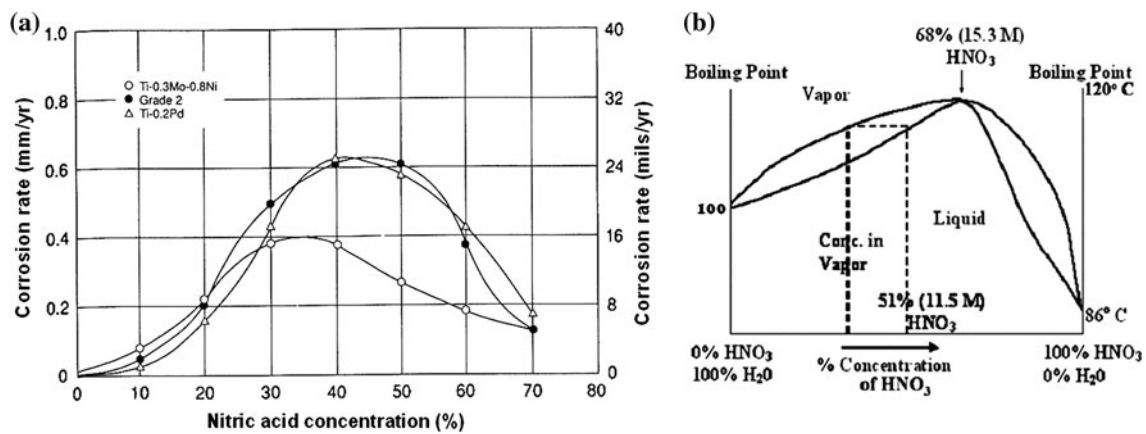 (a)
1.0
0.8
0.6
0.4
0.2
0
Corrosion rate (mm/yr)
Ti-0.3Mo-0.8Ni
Grade 2
Ti-0.2Pd
40
32
24
16
8
0
Corrosion rate (mils/yr)
0 10 20 30 40 50 60 70 80
Nitric acid concentration (%)
(b)
68% (15.3 M)
HNO₃
Boiling Point
Boiling Point
120° C
Vapor
100
Liquid
Conc. in
Vapor
51% (11.5 M)
HNO₃
86° C
0% HNO₃
100% H₂0
% Concentration
of HNO₃
100% HNO₃
0% H₂0